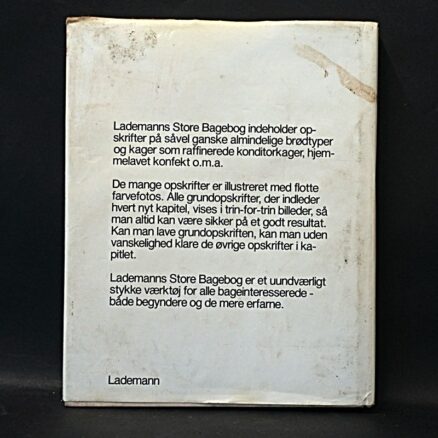 Lademanns Store Bagebog indeholder op-
skrifter på såvel ganske almindelige brødtyper
og kager som raffinerede konditorkager, hjem-
melavet konfekt o.m.a.
De mange opskrifter er illustreret med flotte
farvefotos. Alle grundopskrifter, der indleder
hvert nyt kapitel, vises i trin-for-trin billeder, så
man altid kan være sikker på et godt resultat.
Kan man lave grundopskriften, kan man uden
vanskelighed klare de øvrige opskrifter i ka-
pitlet.
Lademanns Store Bagebog er et uundværligt
stykke værktøj for alle bageinteresserede -
både begyndere og de mere erfarne.
Lademann